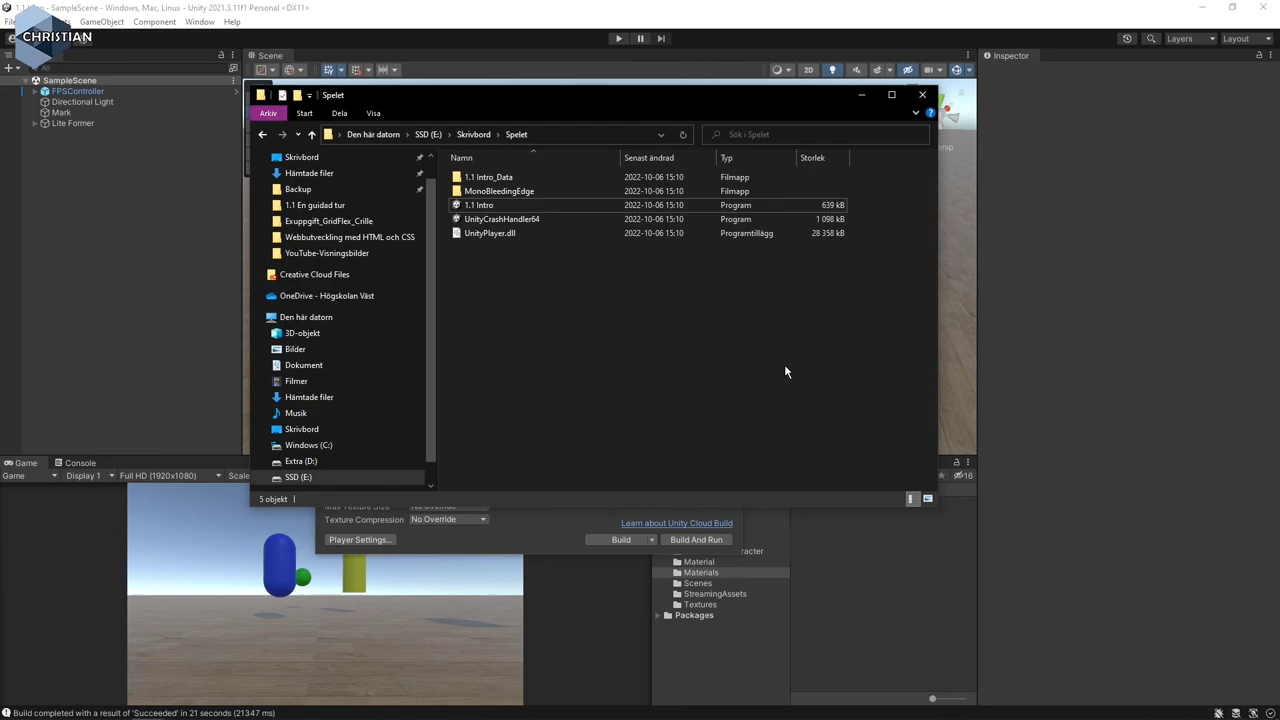 1.1 Intro - SampleScene - Windows, Mac, Linux - Unity 2021.3.11f1 Personal <DX11>
GameObject Component Window Help
CHRISTIAN
Layers Layout
All
Scene
Inspector
SampleScene
FPSController
Directional Light
Mark
Lite Former
2D
Spelet
Arkiv Start Dela Visa
Den här datorn SSD (E:) Skrivbord Spelet
Sök i Spelet
Namn Senast ändrad Typ Storlek
1.1 Intro_Data 2022-10-06 15:10 Filmapp
MonoBleedingEdge 2022-10-06 15:10 Filmapp
1.1 Intro 2022-10-06 15:10 Program 639 kB
UnityCrashHandler64 2022-10-06 15:10 Program 1 098 kB
UnityPlayer.dll 2022-10-06 15:10 Programtillägg 28 358 kB
Skrivbord
Hämtade filer
Backup
1.1 En guidad tur
Exuppgift_GridFlex_Crille
Webbutveckling med HTML och CSS
YouTube-Visningsbilder
Creative Cloud Files
OneDrive - Högskolan Väst
Den här datorn
3D-objekt
Bilder
Dokument
Filmer
Hämtade filer
Musik
Skrivbord
Windows (C:)
Extra (D:)
SSD (E:)
5 objekt
Game Console
Game Display 1 Full HD (1920x1080) Scale
16
No Override
Texture Compression No Override
Learn about Unity Cloud Build
Player Settings... Build Build And Run
Material
Materials
Scenes
StreamingAssets
Textures
Packages
Build completed with a result of 'Succeeded' in 21 seconds (21347 ms)